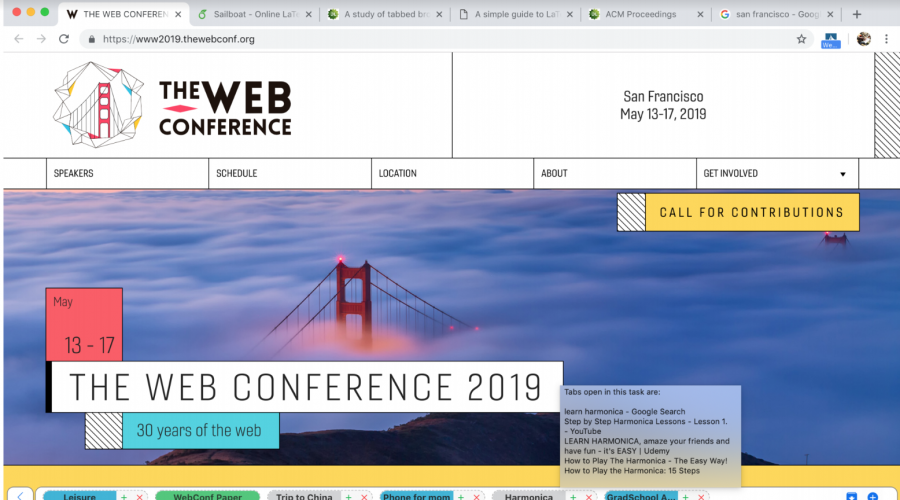 THE WEB CONFEREN
Sailboat - Online LaTe
A study of tabbed bro
A simple guide to LaT
ACM Proceedings
san francisco - Goog
https://www2019.thewebconf.org
We...
THE WEB
CONFERENCE
San Francisco
May 13-17, 2019
SPEAKERS
SCHEDULE
LOCATION
ABOUT
GET INVOLVED
CALL FOR CONTRIBUTIONS
May
13 - 17
THE WEB CONFERENCE 2019
30 years of the web
Tabs open in this task are:
learn harmonica - Google Search
Step by Step Harmonica Lessons - Lesson 1.
- YouTube
LEARN HARMONICA, amaze your friends and
have fun - it's EASY | Udemy
How to Play The Harmonica - The Easy Way!
How to Play the Harmonica: 15 Steps
Leisure
WebConf Paper
Trip to China
Phone for mom
Harmonica
GradSchool A...